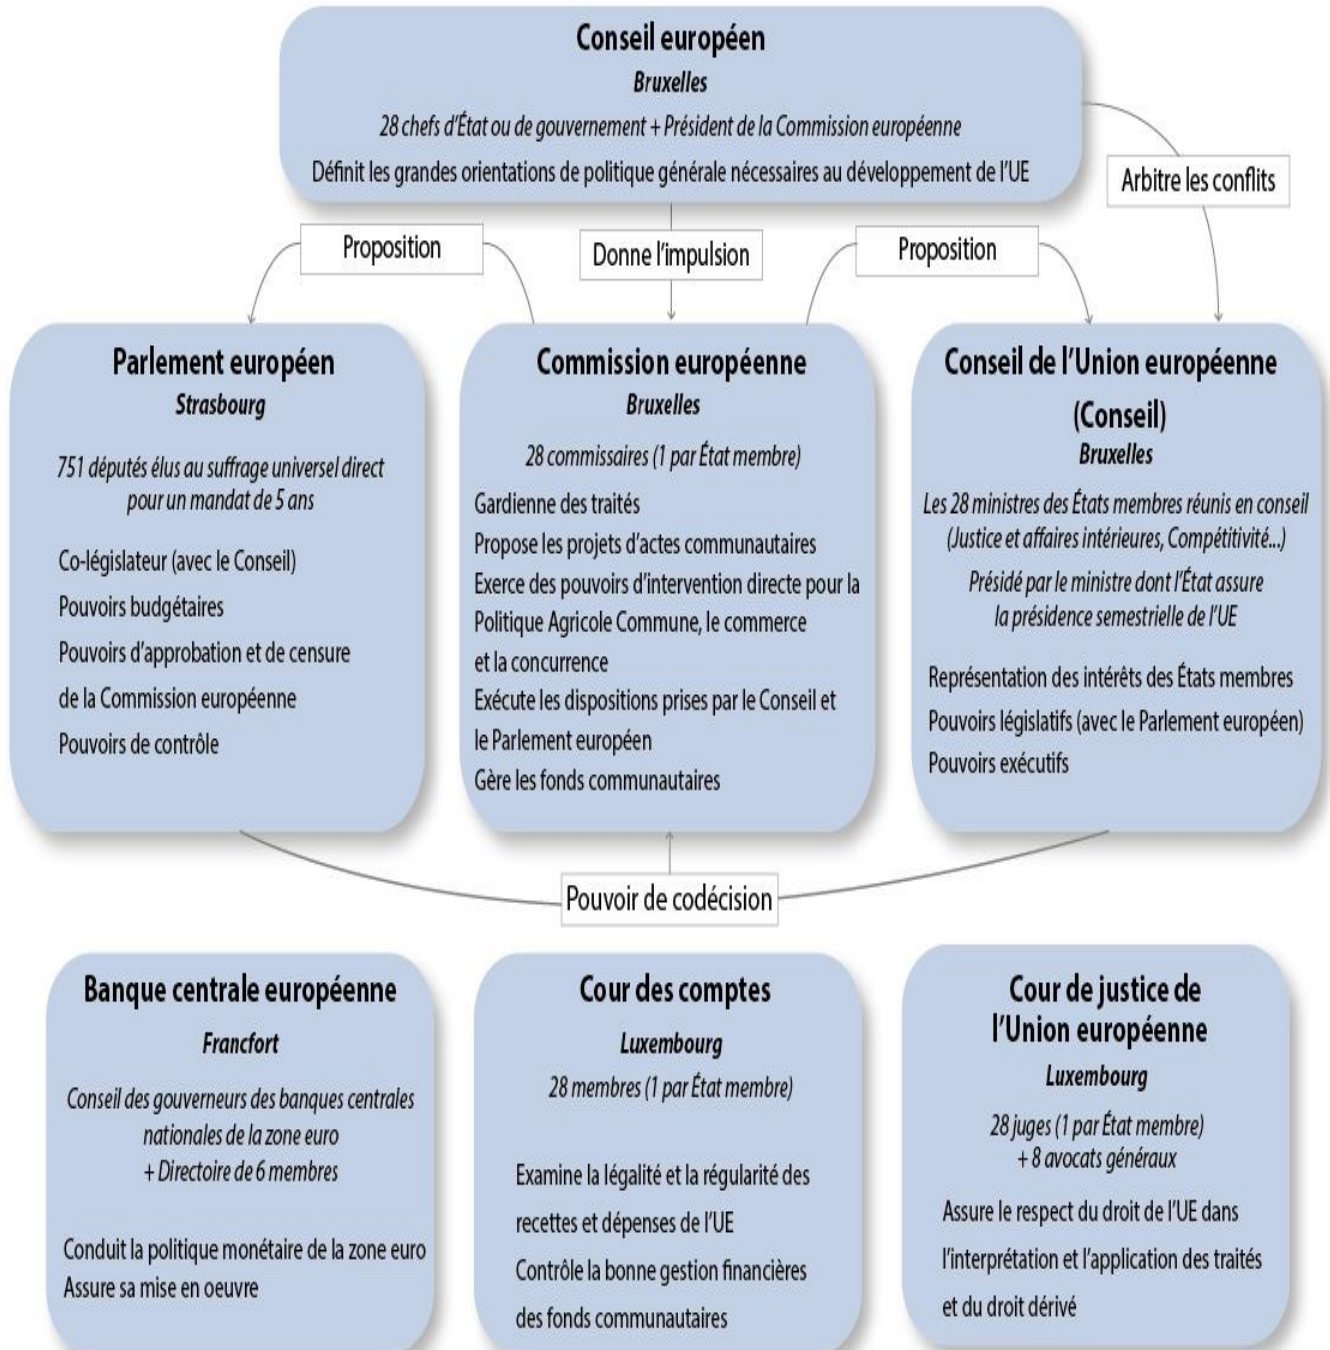 Conseil européen
Bruxelles
28 chefs d'État ou de gouvernement + Président de la Commission européenne
Définit les grandes orientations de politique générale nécessaires au développement de l'UE
Arbitre les conflits
Proposition
Donne l'impulsion
Proposition
Parlement européen
Strasbourg
751 députés élus au suffrage universel direct
pour un mandat de 5 ans
Co-législateur (avec le Conseil)
Pouvoirs budgétaires
Pouvoirs d'approbation et de censure
de la Commission européenne
Pouvoirs de contrôle
Commission européenne
Bruxelles
28 commissaires (1 par État membre)
Gardienne des traités
Propose les projets d'actes communautaires
Exerce des pouvoirs d'intervention directe pour la
Politique Agricole Commune, le commerce
et la concurrence
Exécute les dispositions prises par le Conseil et
le Parlement européen
Gère les fonds communautaires
Conseil de l'Union européenne
(Conseil)
Bruxelles
Les 28 ministres des États membres réunis en conseil
(Justice et affaires intérieures, Compétitivité...)
Présidé par le ministre dont l'État assure
la présidence semestrielle de l'UE
Représentation des intérêts des États membres
Pouvoirs législatifs (avec le Parlement européen)
Pouvoirs exécutifs
Pouvoir de codécision
Banque centrale européenne
Francfort
Conseil des gouverneurs des banques centrales
nationales de la zone euro
+ Directoire de 6 membres
Conduit la politique monétaire de la zone euro
Assure sa mise en oeuvre
Cour des comptes
Luxembourg
28 membres (1 par État membre)
Examine la légalité et la régularité des
recettes et dépenses de l'UE
Contrôle la bonne gestion financières
des fonds communautaires
Cour de justice de
l'Union européenne
Luxembourg
28 juges (1 par État membre)
+ 8 avocats généraux
Assure le respect du droit de l'UE dans
l'interprétation et l'application des traités
et du droit dérivé